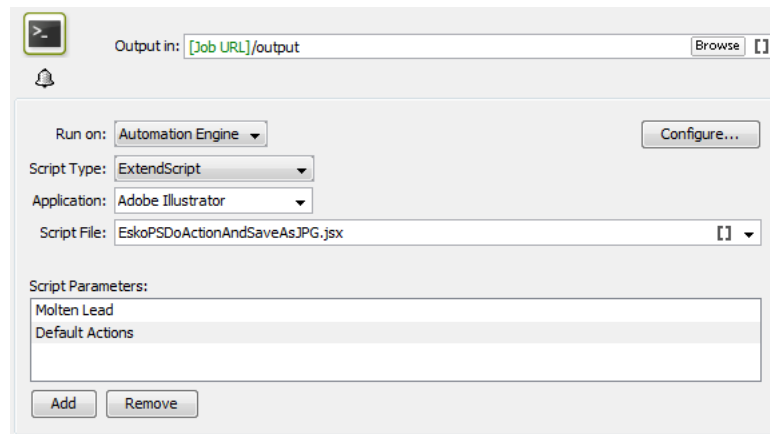 Output in: [Job URL]/output Browse []
Run on: Automation Engine Configure...
Script Type: ExtendScript
Application: Adobe Illustrator
Script File: EskoPSDoActionAndSaveAsJPG.jsx []
Script Parameters:
Molten Lead
Default Actions
Add Remove